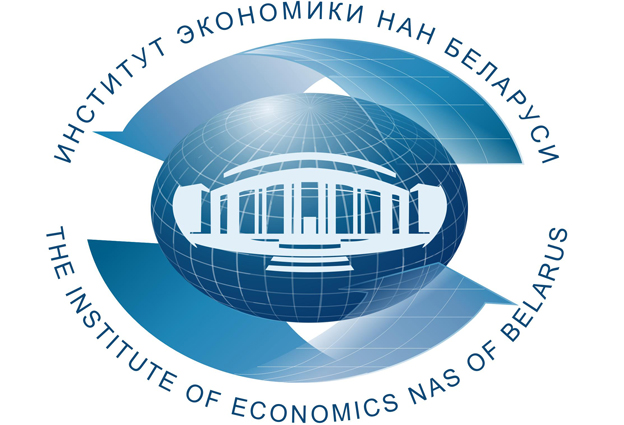 ИНСТИТУТ ЭКОНОМИКИ НАН БЕЛАРУСИ
THE INSTITUTE OF ECONOMICS NAS OF BELARUS